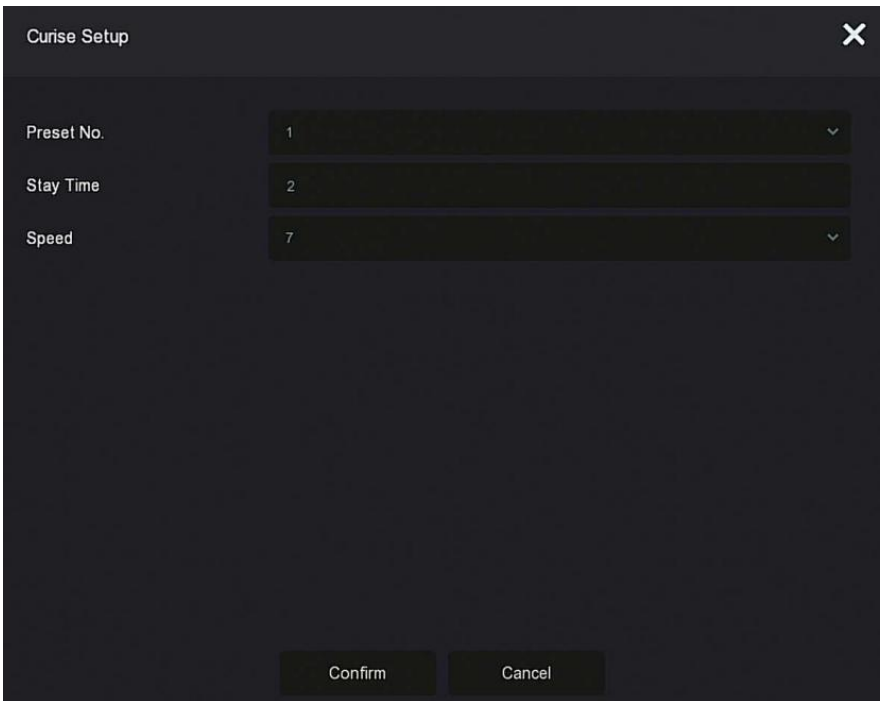 Curise Setup
Preset No. 1
Stay Time 2
Speed 7
Confirm Cancel